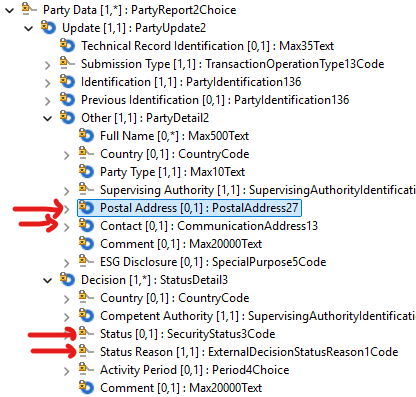 Party Data [1,*] : PartyReport2Choice
Update [1,1] : PartyUpdate2
Technical Record Identification [0,1] : Max35Text
Submission Type [1,1] : TransactionOperationType13Code
Identification [1,1] : PartyIdentification136
Previous Identification [0,1] : PartyIdentification136
Other [1,1] : PartyDetail2
Full Name [0,*] : Max500Text
Country [0,1] : CountryCode
Party Type [1,1] : Max10Text
Supervising Authority [1,1] : SupervisingAuthorityIdentificati
Postal Address [0,1] : PostalAddress27
Contact [0,1] : CommunicationAddress13
Comment [0,1] : Max20000Text
ESG Disclosure [0,1] : SpecialPurpose5Code
Decision [1,*] : StatusDetail3
Country [0,1] : CountryCode
Competent Authority [1,1] : SupervisingAuthorityIdentificati
Status [0,1] : SecurityStatus3Code
Status Reason [1,1] : ExternalDecisionStatusReason1Code
Activity Period [0,1] : Period4Choice
Comment [0,1] : Max20000Text